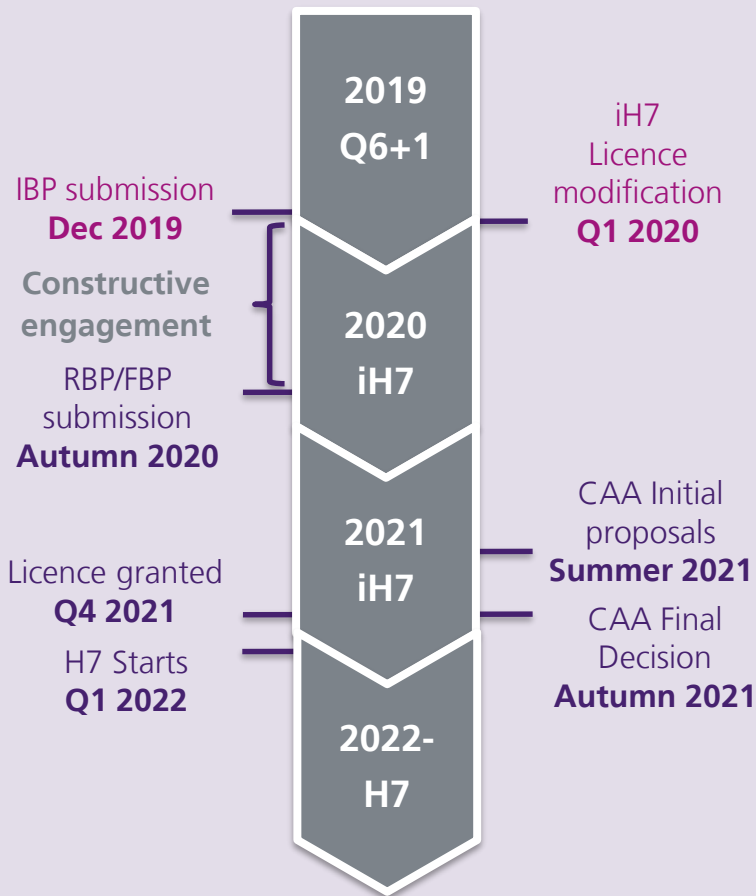 2019
Q6+1
IBP submission
Dec 2019
iH7
Licence
modification
Q1 2020
Constructive
engagement
2020
iH7
RBP/FBP
submission
Autumn 2020
2021
iH7
CAA Initial
proposals
Summer 2021
Licence granted
Q4 2021
CAA Final
Decision
Autumn 2021
H7 Starts
Q1 2022
2022-
H7